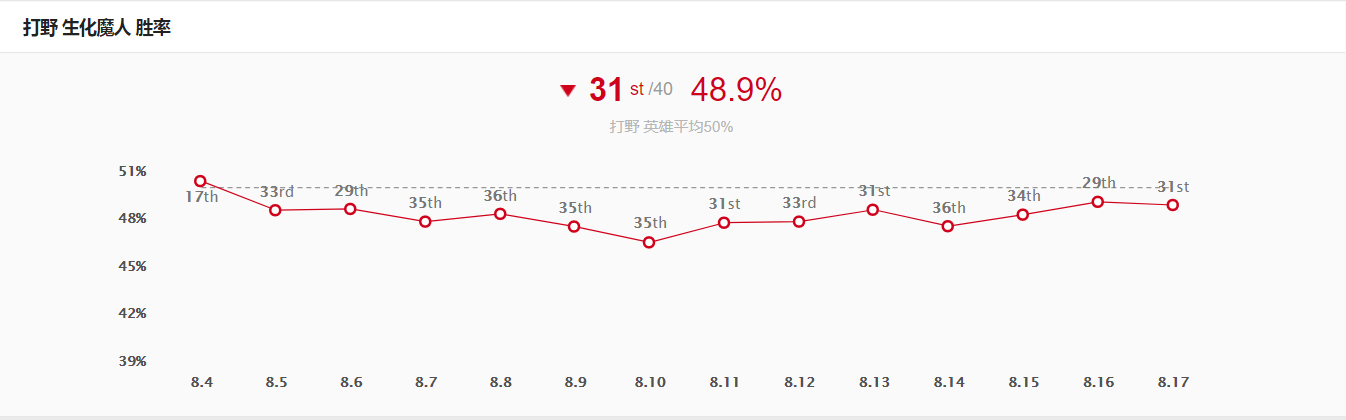 打野 生化魔人 胜率
31 st /40 48.9%
打野 英雄平均50%
51%
17th 33rd 29th 35th 36th 35th 35th 31st 33rd 31st 36th 34th 29th 31st
48%
45%
42%
39%
8.4 8.5 8.6 8.7 8.8 8.9 8.10 8.11 8.12 8.13 8.14 8.15 8.16 8.17